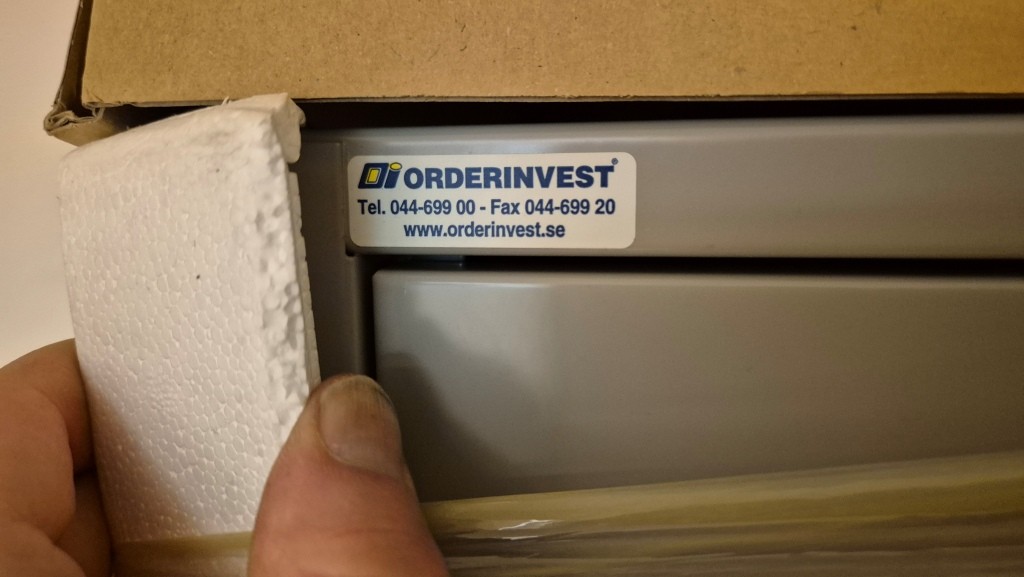 ORDERINVEST®
Tel. 044-699 00 - Fax 044-699 20
www.orderinvest.se